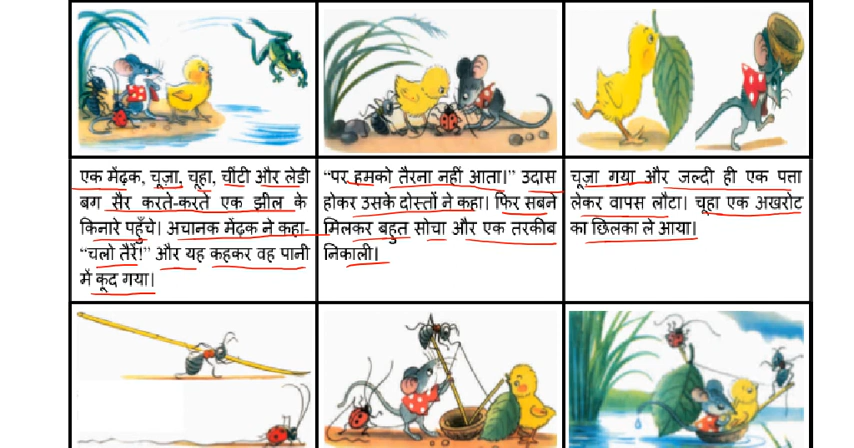 एक मेंढ़क, चूज़ा, चूहा, चींटी और लेडी
बग सैर करते-करते एक झील के
किनारे पहुँचे। अचानक मेंढ़क ने कहा-
“चलो तैरें!” और यह कहकर वह पानी
में कूद गया।
“पर हमको तैरना नहीं आता।” उदास
होकर उसके दोस्तों ने कहा। फिर सबने
मिलकर बहुत सोचा और एक तरकीब
निकाली।
चूज़ा गया और जल्दी ही एक पत्ता
लेकर वापस लौटा। चूहा एक अखरोट
का छिलका ले आया।